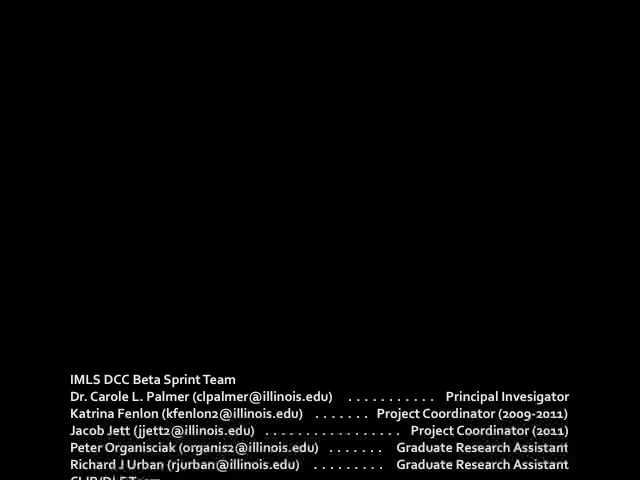 IMLS DCC Beta Sprint Team
Dr. Carole L. Palmer (clpalmer@illinois.edu) . . . . . . . . . . . Principal Invesigator
Katrina Fenlon (kfenlon2@illinois.edu) . . . . . . . Project Coordinator (2009-2011)
Jacob Jett (jjett2@illinois.edu) . . . . . . . . . . . . . . . . . Project Coordinator (2011)
Peter Organisciak (organis2@illinois.edu) . . . . . . . Graduate Research Assistant
Richard J Urban (rjurban@illinois.edu) . . . . . . . . . Graduate Research Assistant